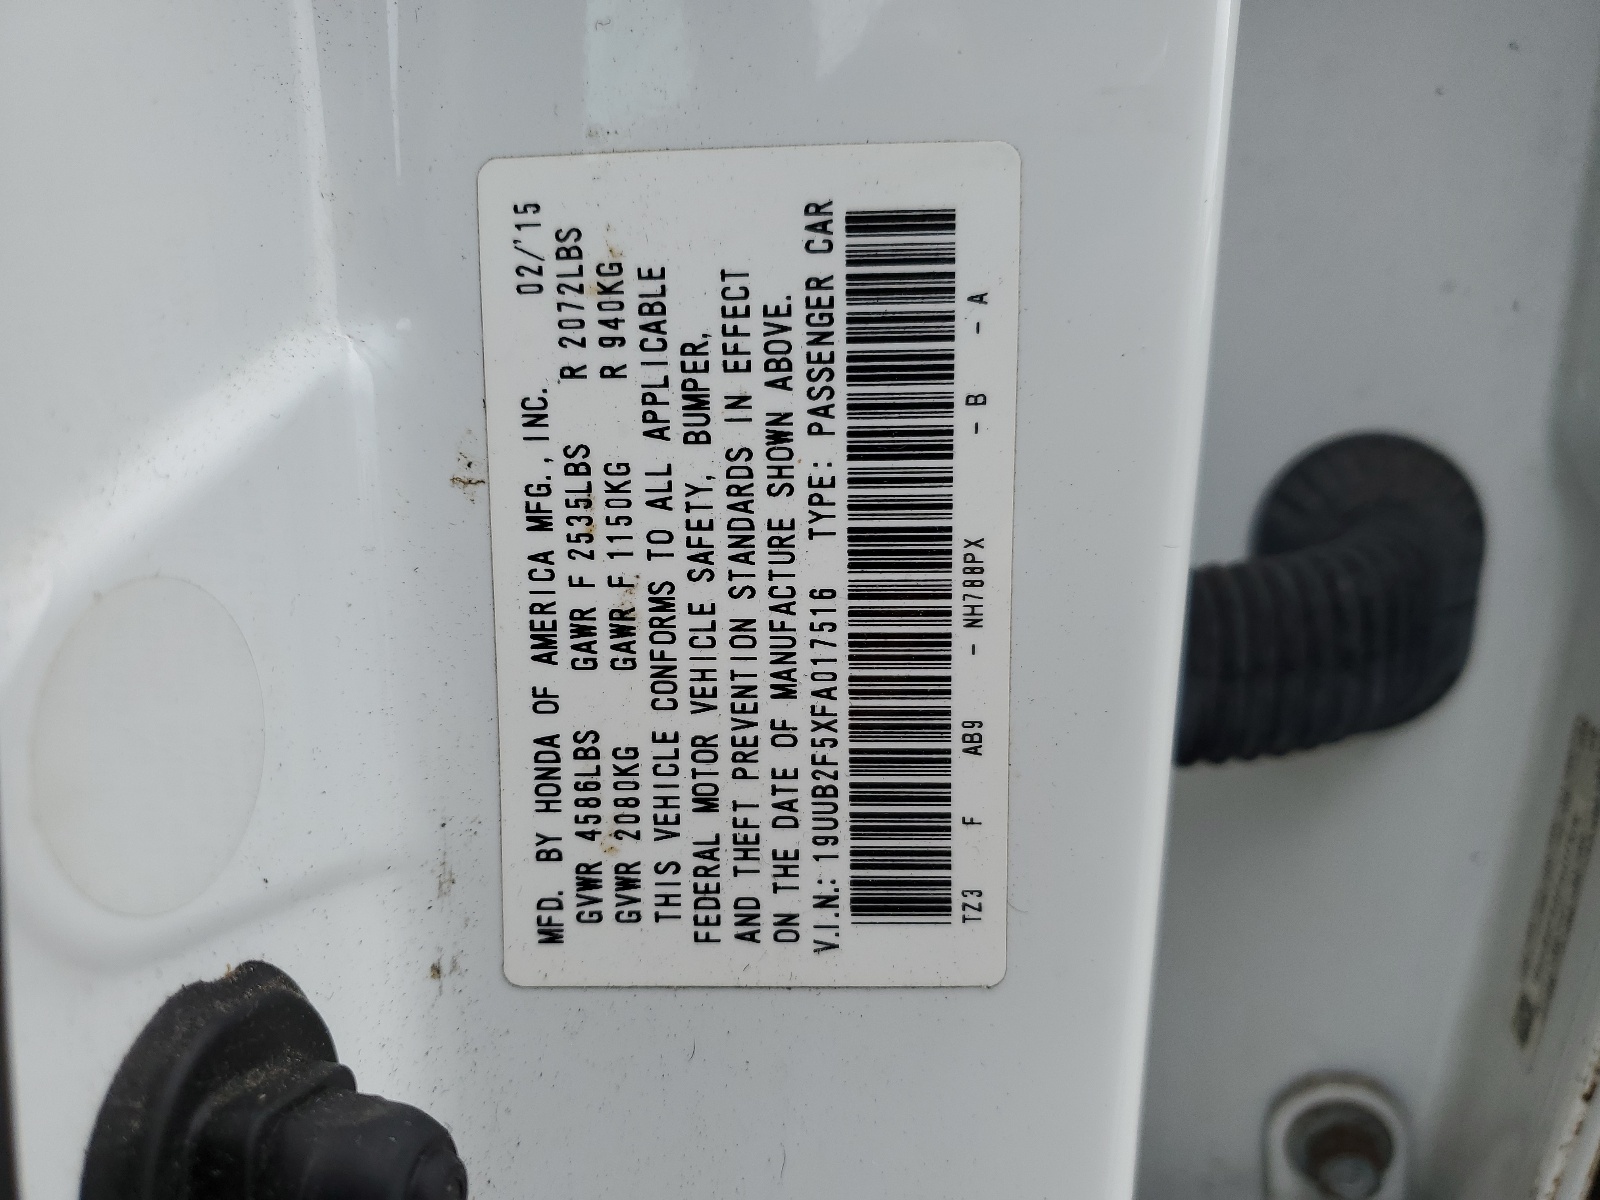 MFD. BY HONDA OF AMERICA MFG., INC. 02/'15
GVWR 4586LBS GAWR F 2535LBS R 2072LBS
GVWR 2080KG GAWR F 1150KG R 940KG
THIS VEHICLE CONFORMS TO ALL APPLICABLE
FEDERAL MOTOR VEHICLE SAFETY, BUMPER,
AND THEFT PREVENTION STANDARDS IN EFFECT
ON THE DATE OF MANUFACTURE SHOWN ABOVE.
V.I.N.: 19UUB2F5XFA017516 TYPE: PASSENGER CAR
TZ3 F AB9 - NH788PX - B - A